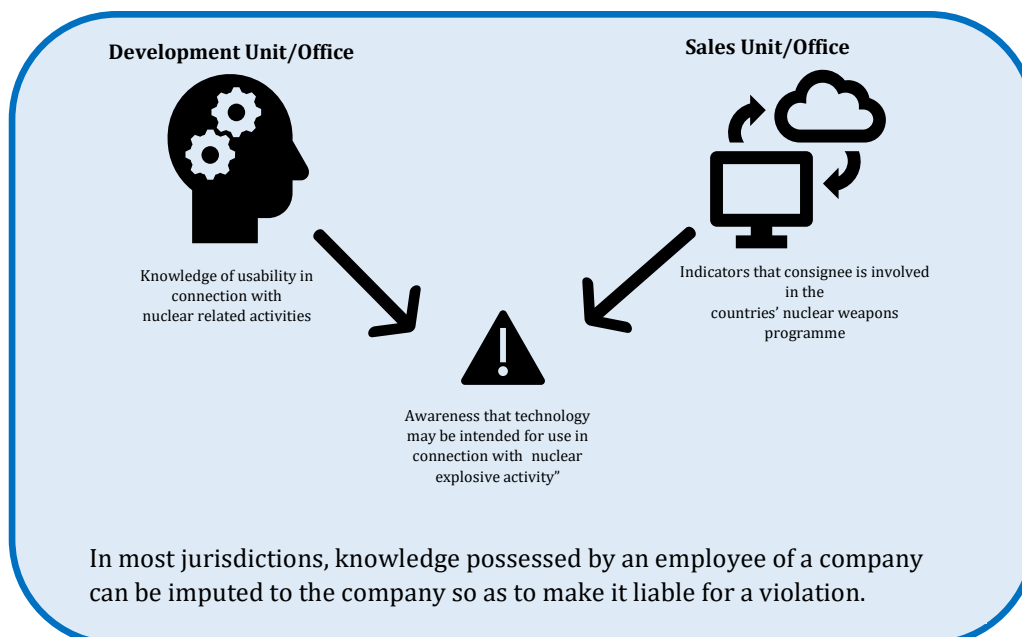 Development Unit/Office
Sales Unit/Office
Knowledge of usability in
connection with
nuclear related activities
Indicators that consignee is involved
in the
countries’ nuclear weapons
programme
Awareness that technology
may be intended for use in
connection with  nuclear
explosive activity”
In most jurisdictions, knowledge possessed by an employee of a company
can be imputed to the company so as to make it liable for a violation.